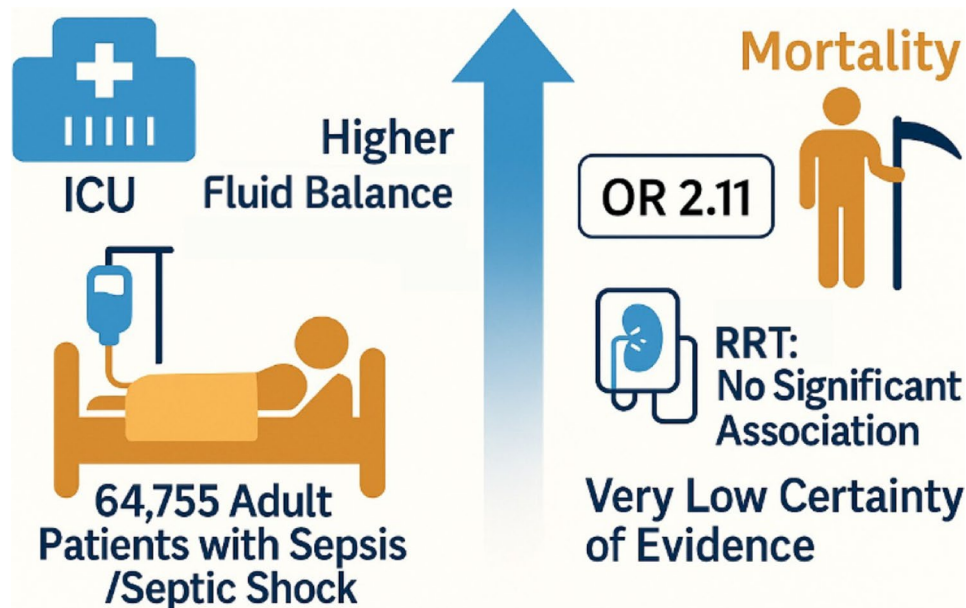 ICU
Higher
Fluid Balance
64,755 Adult
Patients with Sepsis
/Septic Shock
Mortality
OR 2.11
RRT:
No Significant
Association
Very Low Certainty
of Evidence